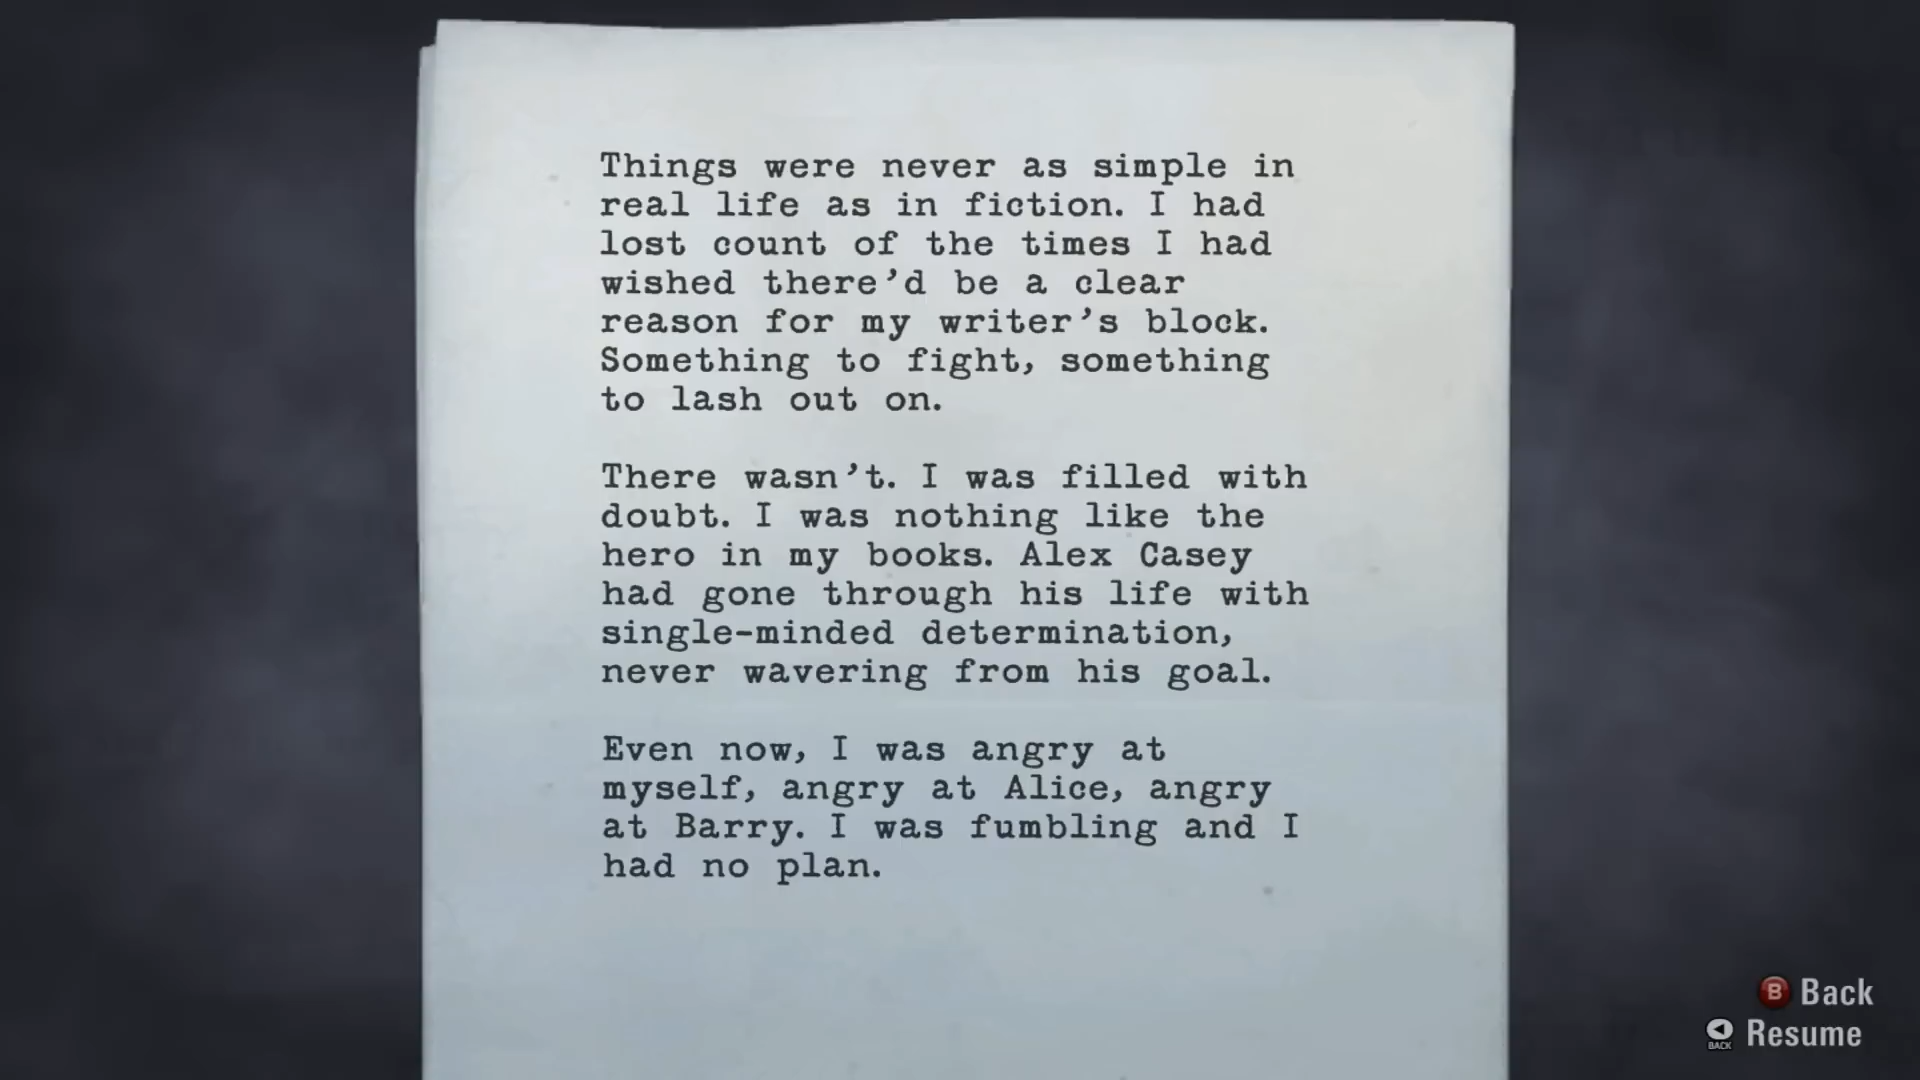 Things were never as simple in
real life as in fiction. I had
lost count of the times I had
wished there’d be a clear
reason for my writer’s block.
Something to fight, something
to lash out on.
There wasn’t. I was filled with
doubt. I was nothing like the
hero in my books. Alex Casey
had gone through his life with
single-minded determination,
never wavering from his goal.
Even now, I was angry at
myself, angry at Alice, angry
at Barry. I was fumbling and I
had no plan.
B Back
BACK Resume